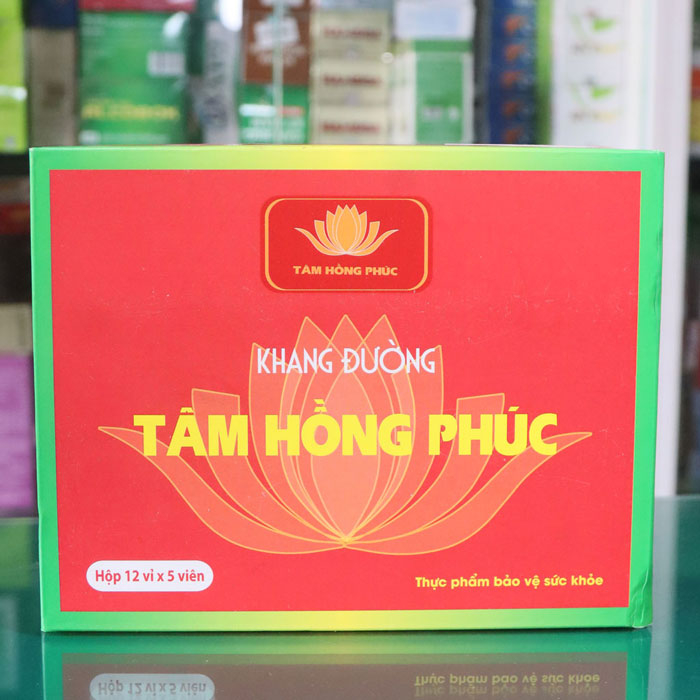 TÂM HỒNG PHÚC
KHANG ĐƯỜNG
TÂM HỒNG PHÚC
Hộp 12 vỉ x 5 viên
Thực phẩm bảo vệ sức khỏe